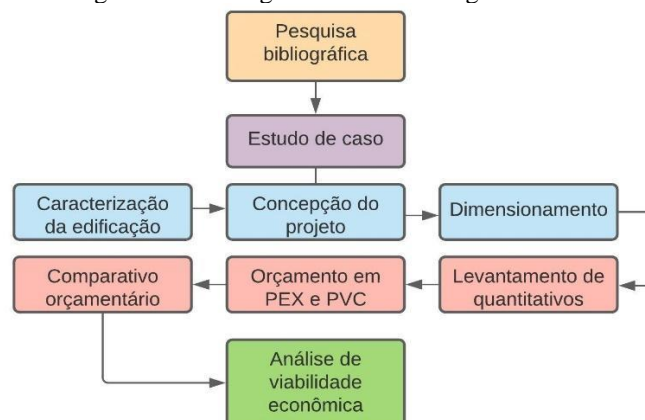 Pesquisa
bibliográfica
Estudo de caso
Caracterização
da edificação
Concepção do
projeto
Dimensionamento
Levantamento de
quantitativos
Orçamento em
PEX e PVC
Comparativo
orçamentário
Análise de
viabilidade
econômica